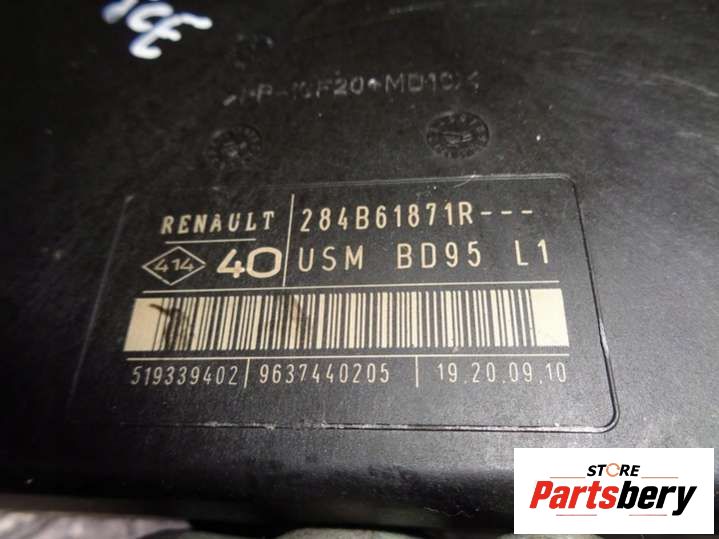 RENAULT 284B61871R---
414 40 USM BD95 L1
519339402 9637440205 19.20.09.10
STORE
Partsbery